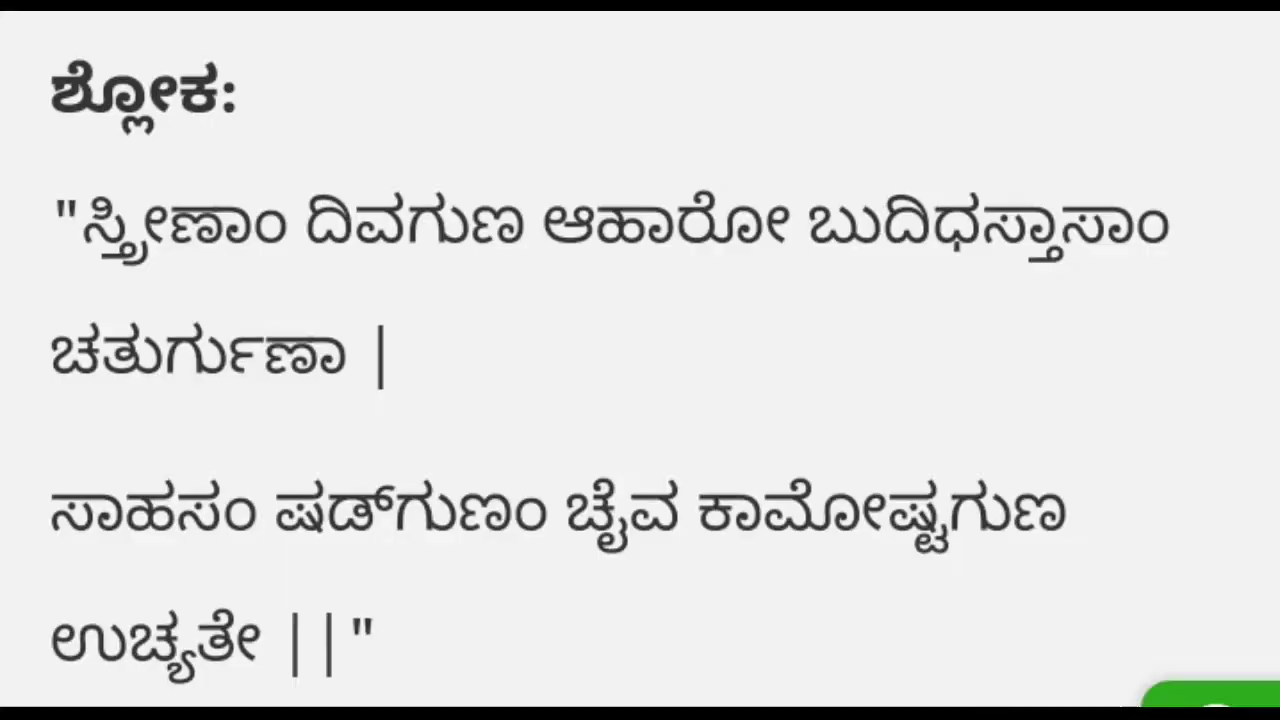 ಶ್ಲೋಕ:
"ಸ್ತ್ರೀಣಾಂ ದಿವಗುಣ ಆಹಾರೋ ಬುದಿಧಸ್ತಾಸಾಂ
ಚತುರ್ಗುಣಾ |
ಸಾಹಸಂ ಷಡ್‌ಗುಣಂ ಚೈವ ಕಾಮೋಷ್ಟಗುಣ
ಉಚ್ಯತೇ ||"